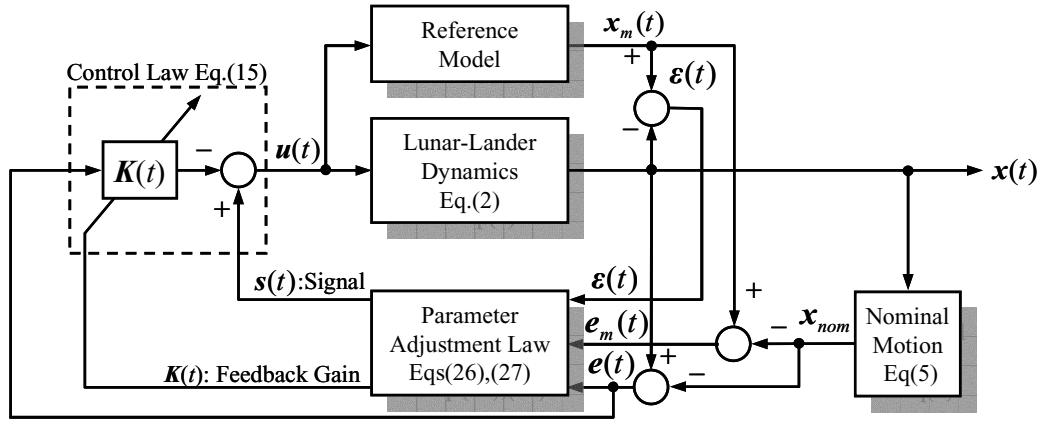 Reference
Model
x_m(t)
+
ε(t)
Control Law Eq.(15)
K(t)
−
+
u(t)
Lunar-Lander
Dynamics
Eq.(2)
−
x(t)
s(t):Signal
Parameter
Adjustment Law
Eqs(26),(27)
ε(t)
e_m(t)
e(t)
+
−
+
−
x_nom
Nominal
Motion
Eq(5)
K(t): Feedback Gain